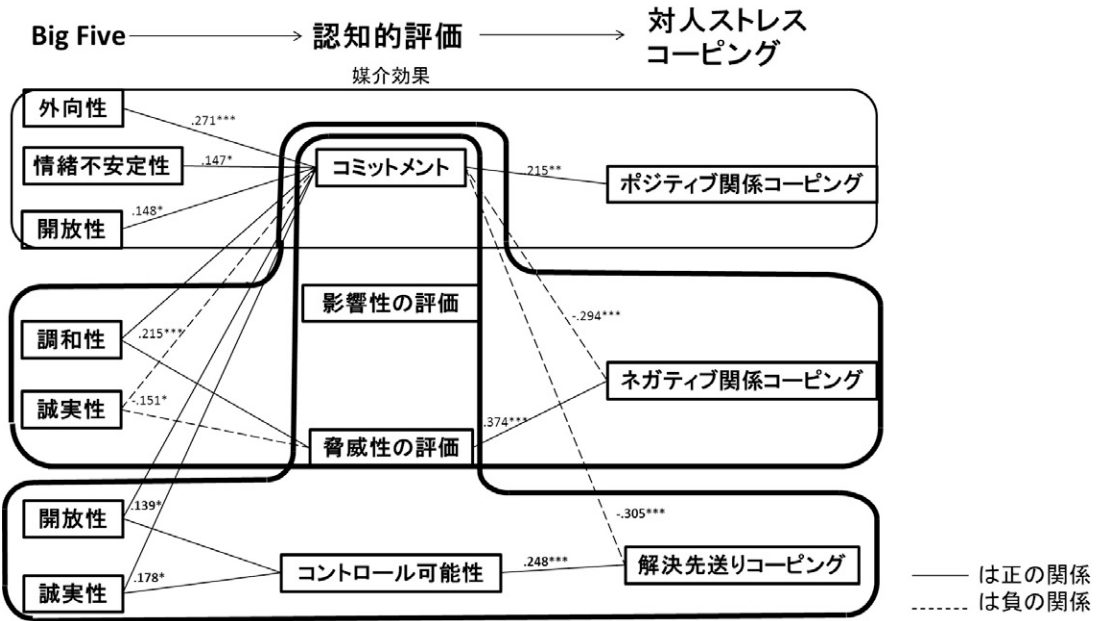 Big Five
認知的評価
対人ストレス
コーピング
媒介効果
外向性
.271***
情緒不安定性
.147*
コミットメント
.215**
ポジティブ関係コーピング
.148*
開放性
影響性の評価
-.294***
調和性
.215***
ネガティブ関係コーピング
誠実性
-.151*
.374***
脅威性の評価
開放性
.139*
-.305***
コントロール可能性
.248***
解決先送りコーピング
.178*
誠実性
は正の関係
は負の関係